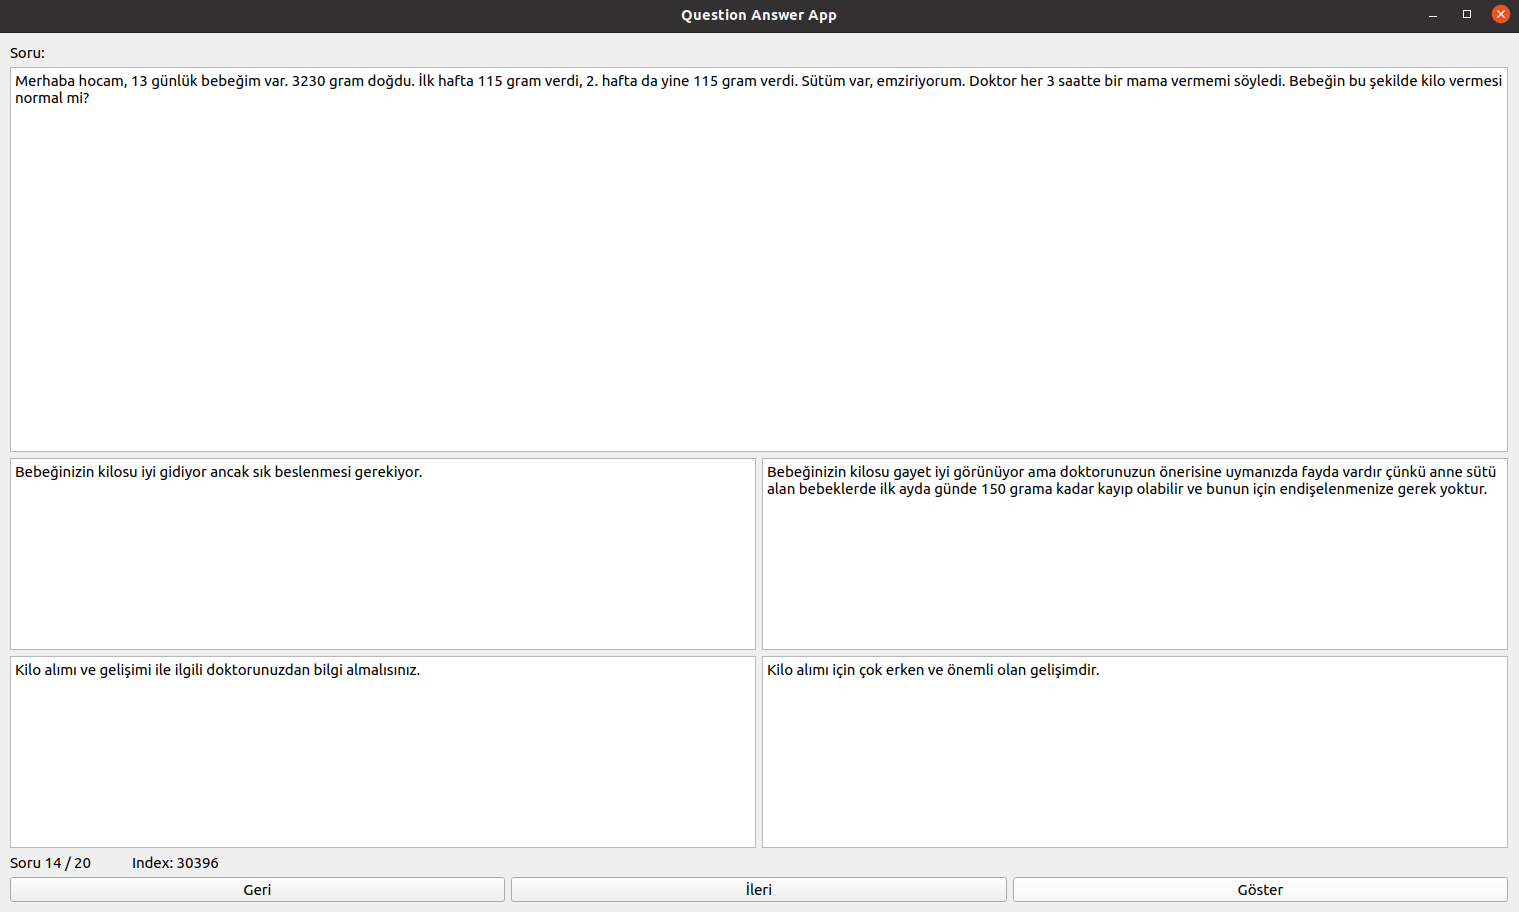 Question Answer App
Soru:
Merhaba hocam, 13 günlük bebeğim var. 3230 gram doğdu. İlk hafta 115 gram verdi, 2. hafta da yine 115 gram verdi. Sütüm var, emziriyorum. Doktor her 3 saatte bir mama vermemi söyledi. Bebeğin bu şekilde kilo vermesi
normal mi?
Bebeğinizin kilosu iyi gidiyor ancak sık beslenmesi gerekiyor.
Bebeğinizin kilosu gayet iyi görünüyor ama doktorunuzun önerisine uymanızda fayda vardır çünkü anne sütü
alan bebeklerde ilk ayda günde 150 grama kadar kayıp olabilir ve bunun için endişelenmenize gerek yoktur.
Kilo alımı ve gelişimi ile ilgili doktorunuzdan bilgi almalısınız.
Kilo alımı için çok erken ve önemli olan gelişimdir.
Soru 14 / 20 Index: 30396
Geri İleri Göster